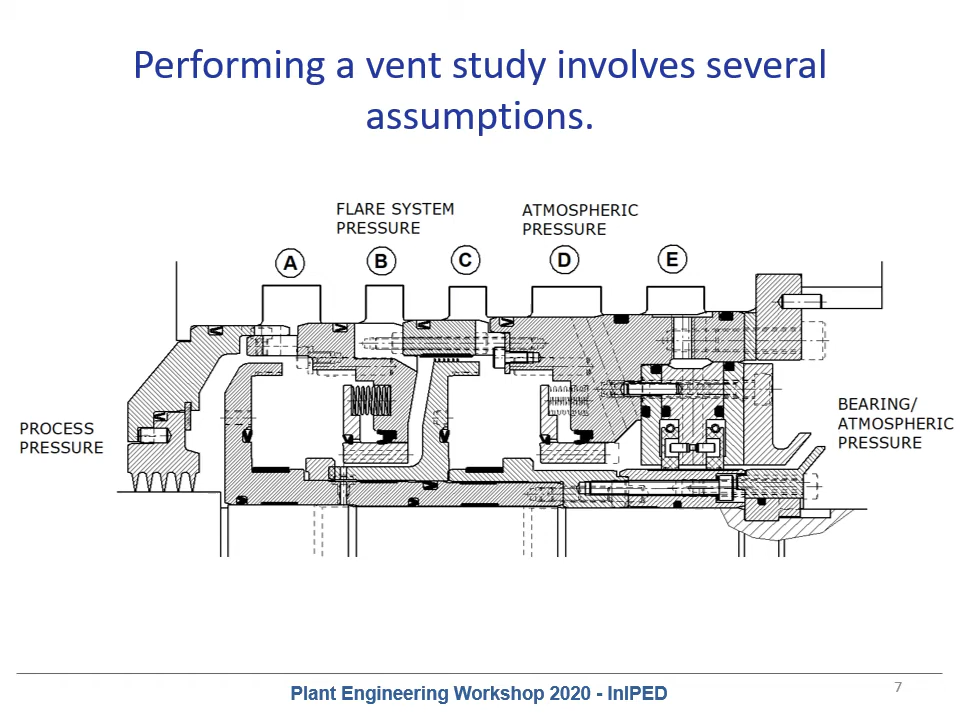 Performing a vent study involves several
assumptions.
FLARE SYSTEM
PRESSURE
ATMOSPHERIC
PRESSURE
A
B
C
D
E
PROCESS
PRESSURE
BEARING/
ATMOSPHERIC
PRESSURE
Plant Engineering Workshop 2020 - InIPED
7